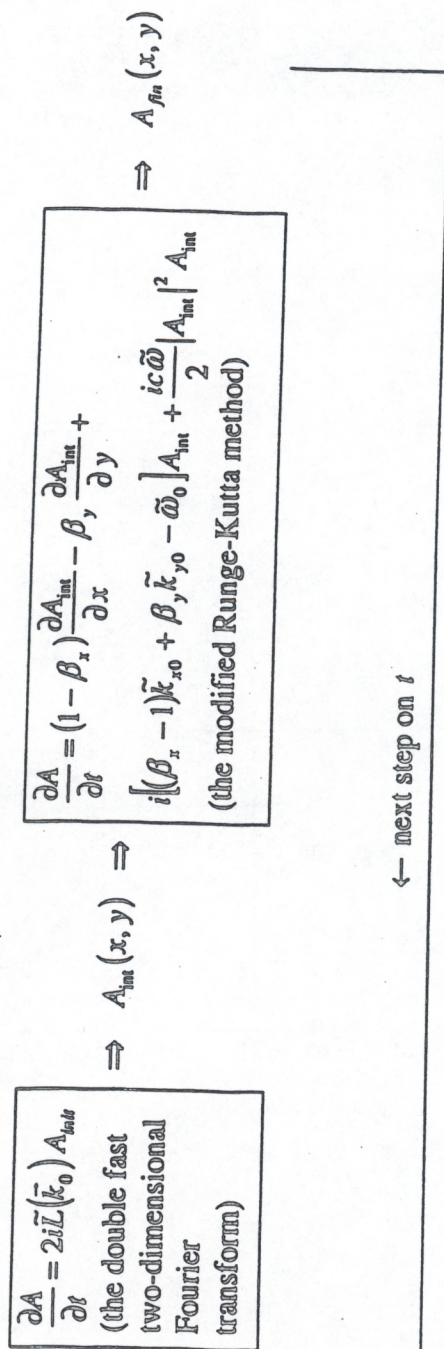 ∂A/∂t = 2iL̃(k̄₀) A_init
(the double fast
two-dimensional
Fourier
transform)
⇒ A_int(x, y) ⇒
∂A/∂t = (1 − β_x) ∂A_int/∂x − β_y ∂A_int/∂y +
i[(β_x − 1)k̃_x0 + β_y k̃_y0 − ω̃₀]A_int + icω̃/2 |A_int|² A_int
(the modified Runge-Kutta method)
⇒ A_fin(x, y)
← next step on t